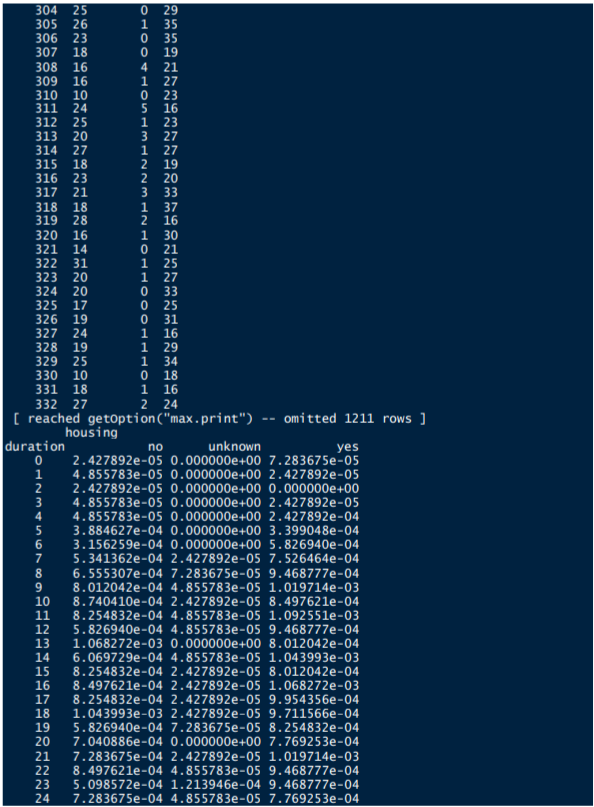 304 25 0 29
305 26 1 35
306 23 0 35
307 18 0 19
308 16 4 21
309 16 1 27
310 10 0 23
311 24 5 16
312 25 1 23
313 20 3 27
314 27 1 27
315 18 2 19
316 23 2 20
317 21 3 33
318 18 1 37
319 28 2 16
320 16 1 30
321 14 0 21
322 31 1 25
323 20 1 27
324 20 0 33
325 17 0 25
326 19 0 31
327 24 1 16
328 19 1 29
329 25 1 34
330 10 0 18
331 18 1 16
332 27 2 24
[ reached getOption("max.print") -- omitted 1211 rows ]
housing
duration no unknown yes
0 2.427892e-05 0.000000e+00 7.283675e-05
1 4.855783e-05 0.000000e+00 2.427892e-05
2 2.427892e-05 0.000000e+00 0.000000e+00
3 4.855783e-05 0.000000e+00 2.427892e-05
4 4.855783e-05 0.000000e+00 2.427892e-04
5 3.884627e-04 0.000000e+00 3.399048e-04
6 3.156259e-04 0.000000e+00 5.826940e-04
7 5.341362e-04 2.427892e-05 7.526464e-04
8 6.555307e-04 7.283675e-05 9.468777e-04
9 8.012042e-04 4.855783e-05 1.019714e-03
10 8.740410e-04 2.427892e-05 8.497621e-04
11 8.254832e-04 4.855783e-05 1.092551e-03
12 5.826940e-04 4.855783e-05 9.468777e-04
13 1.068272e-03 0.000000e+00 8.012042e-04
14 6.069729e-04 4.855783e-05 1.043993e-03
15 8.254832e-04 2.427892e-05 8.012042e-04
16 8.497621e-04 2.427892e-05 1.068272e-03
17 8.254832e-04 2.427892e-05 9.954356e-04
18 1.043993e-03 2.427892e-05 9.711566e-04
19 5.826940e-04 7.283675e-05 8.254832e-04
20 7.040886e-04 0.000000e+00 7.769253e-04
21 7.283675e-04 2.427892e-05 1.019714e-03
22 8.497621e-04 4.855783e-05 9.468777e-04
23 5.098572e-04 1.213946e-04 9.468777e-04
24 7.283675e-04 4.855783e-05 7.769253e-04